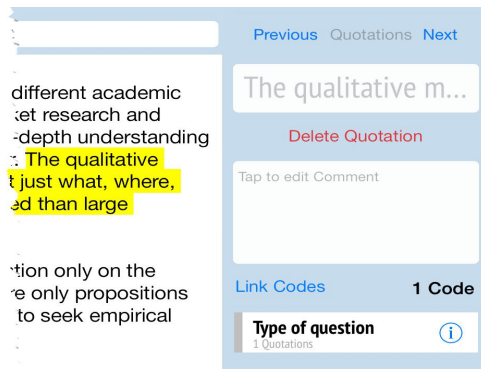 different academic
ket research and
-depth understanding
The qualitative
just what, where,
ed than large
tion only on the
e only propositions
to seek empirical
Previous Quotations Next
The qualitative m...
Delete Quotation
Tap to edit Comment
Link Codes 1 Code
Type of question
1 Quotations